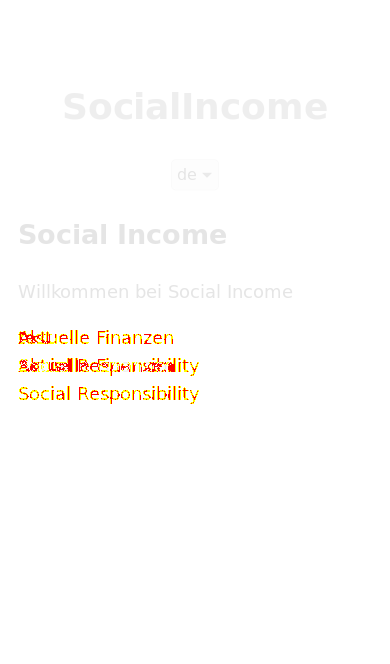 SocialIncome
de
Social Income
Willkommen bei Social Income
Aktuelle Finanzen
Social Responsibility